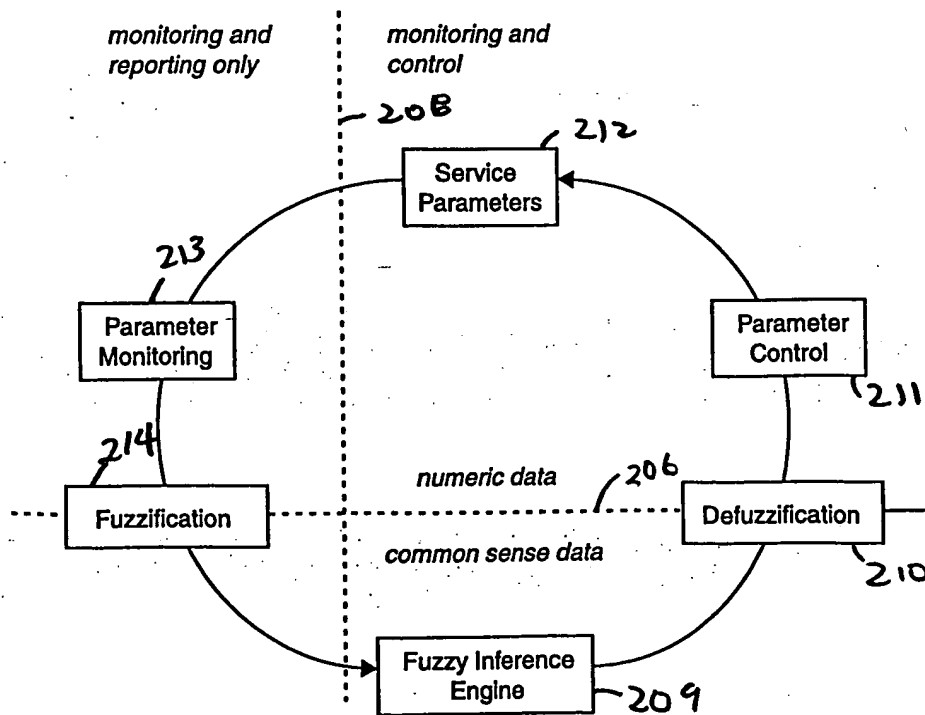 monitoring and
reporting only
monitoring and
control
208
212
Service
Parameters
213
Parameter
Monitoring
Parameter
Control
211
214
numeric data
206
Fuzzification
Defuzzification
common sense data
210
Fuzzy Inference
Engine
209